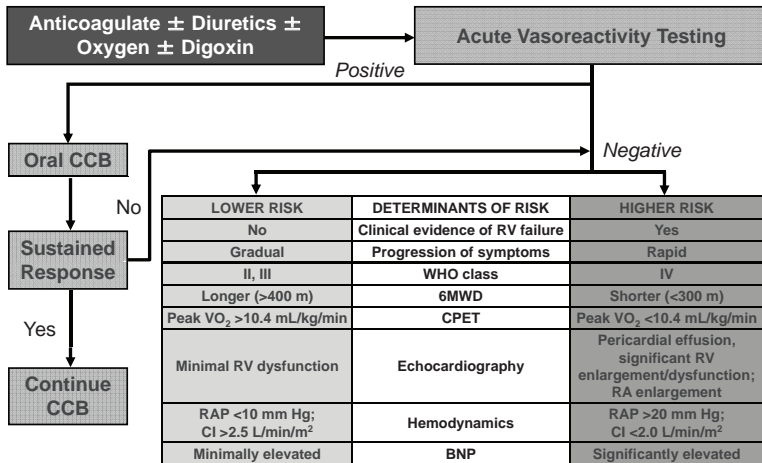 Anticoagulate ± Diuretics ±
Oxygen ± Digoxin
Acute Vasoreactivity Testing
Positive
Oral CCB
Negative
No
Sustained
Response
Yes
Continue
CCB
LOWER RISK DETERMINANTS OF RISK HIGHER RISK
No Clinical evidence of RV failure Yes
Gradual Progression of symptoms Rapid
II, III WHO class IV
Longer (>400 m) 6MWD Shorter (<300 m)
Peak VO₂ >10.4 mL/kg/min CPET Peak VO₂ <10.4 mL/kg/min
Minimal RV dysfunction Echocardiography Pericardial effusion,
significant RV
enlargement/dysfunction;
RA enlargement
RAP <10 mm Hg;
CI >2.5 L/min/m² Hemodynamics RAP >20 mm Hg;
CI <2.0 L/min/m²
Minimally elevated BNP Significantly elevated